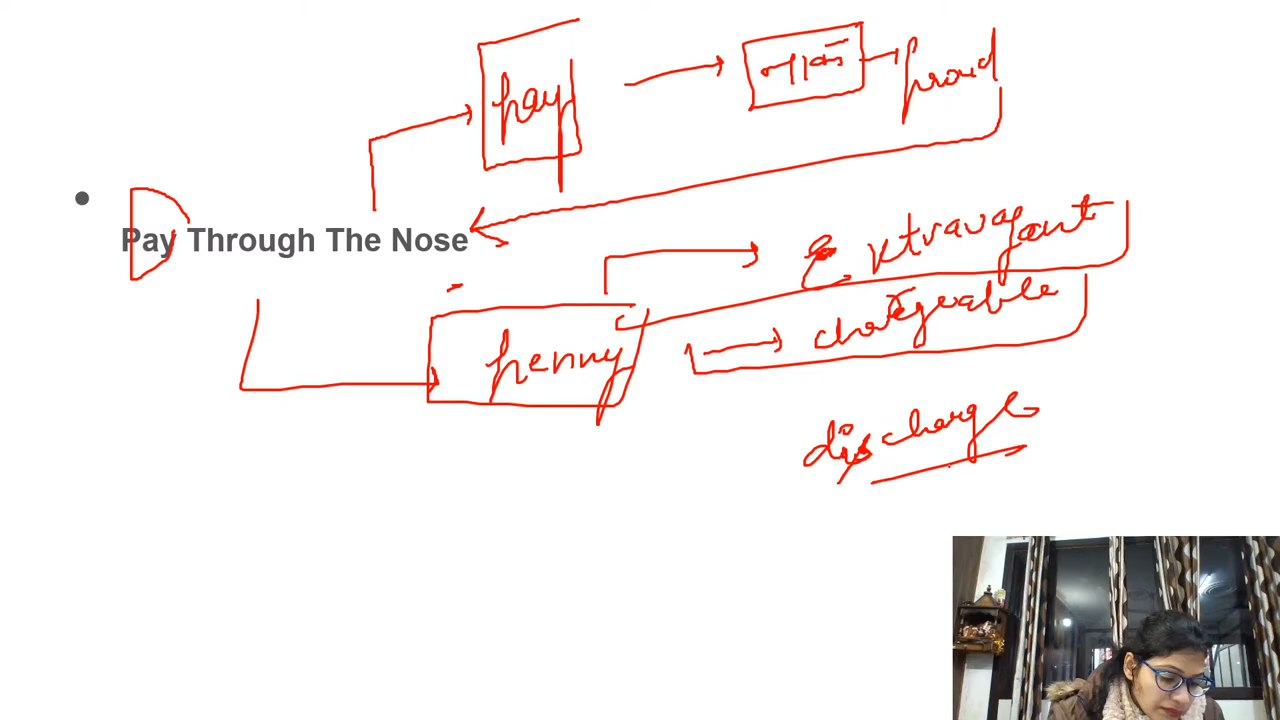 pay
proud
Pay Through The Nose
Extravagant
penny
chargeable
discharge